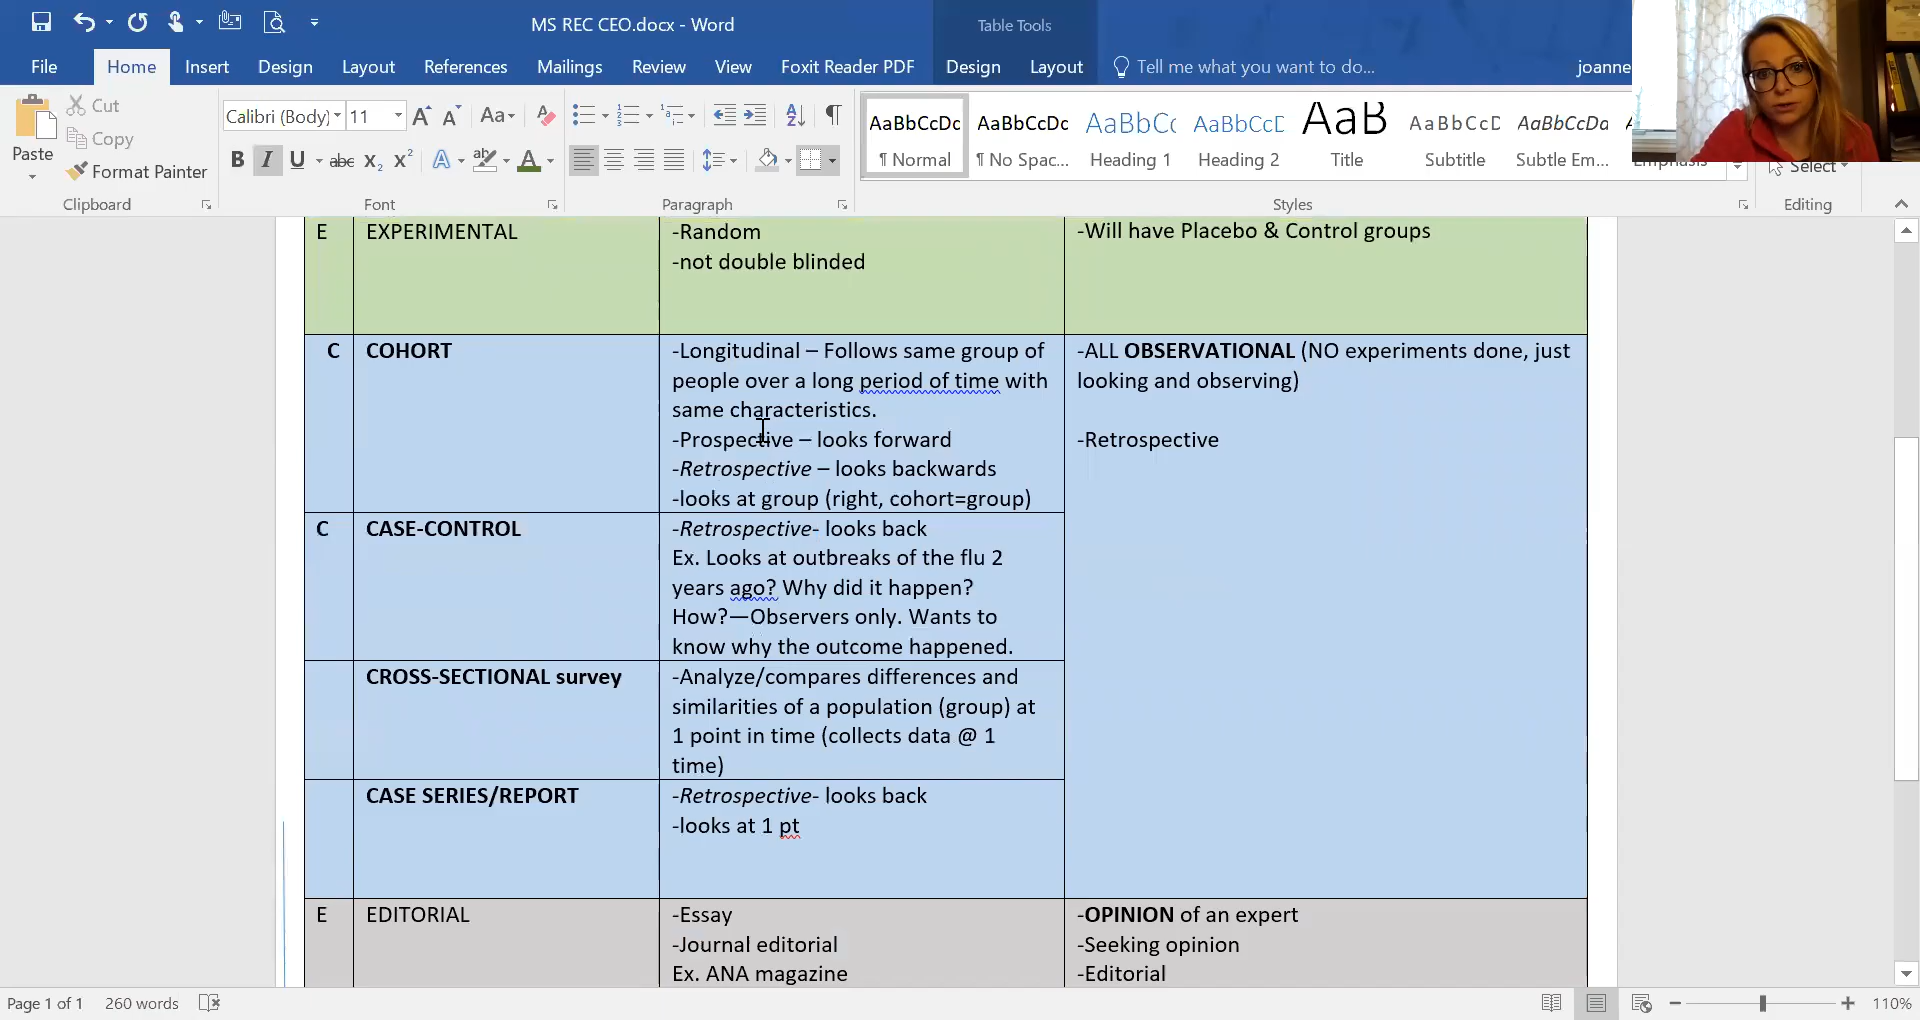 MS REC CEO.docx - Word
Table Tools
File Home Insert Design Layout References Mailings Review View Foxit Reader PDF Design Layout Tell me what you want to do... joanne
Cut
Copy
Paste
Format Painter
Clipboard
Calibri (Body) 11
Font
Paragraph
AaBbCcDc AaBbCcDc AaBbCc AaBbCcD AaB AaBbCcD AaBbCcDd
¶ Normal ¶ No Spac... Heading 1 Heading 2 Title Subtitle Subtle Em... Emphasis
Styles
Select
Editing
E EXPERIMENTAL
-Random
-not double blinded
-Will have Placebo & Control groups
C COHORT
-Longitudinal – Follows same group of
people over a long period of time with
same characteristics.
-Prospective – looks forward
-Retrospective – looks backwards
-looks at group (right, cohort=group)
-ALL OBSERVATIONAL (NO experiments done, just
looking and observing)
-Retrospective
C CASE-CONTROL
-Retrospective- looks back
Ex. Looks at outbreaks of the flu 2
years ago? Why did it happen?
How?—Observers only. Wants to
know why the outcome happened.
CROSS-SECTIONAL survey
-Analyze/compares differences and
similarities of a population (group) at
1 point in time (collects data @ 1
time)
CASE SERIES/REPORT
-Retrospective- looks back
-looks at 1 pt
E EDITORIAL
-Essay
-Journal editorial
Ex. ANA magazine
-OPINION of an expert
-Seeking opinion
-Editorial
Page 1 of 1 260 words
110%